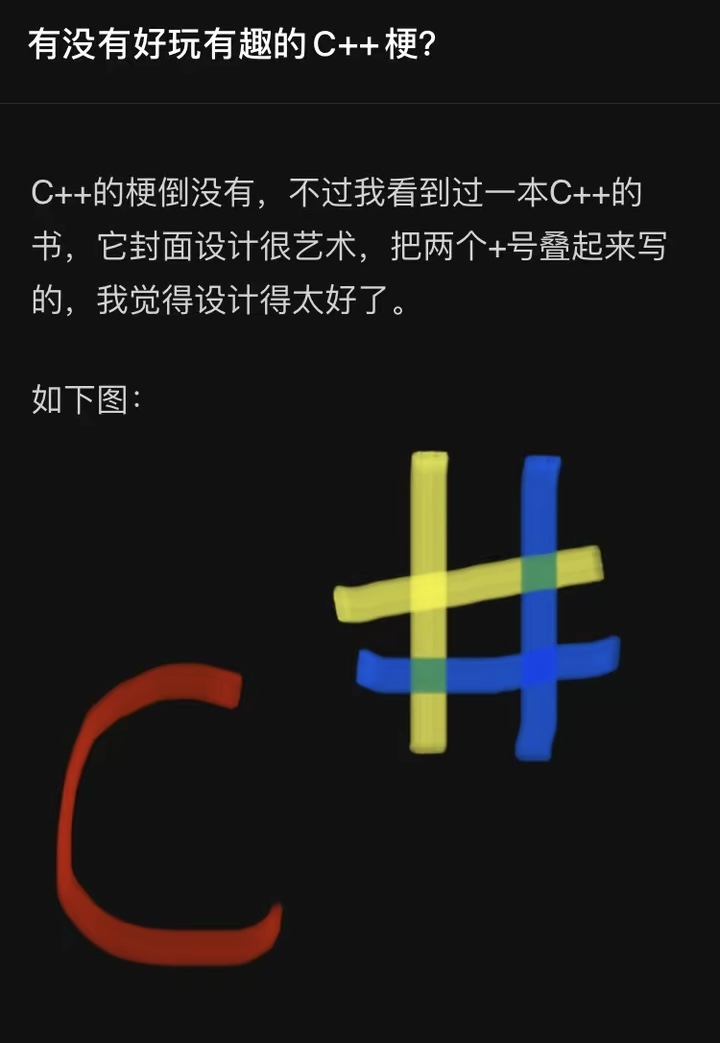 有没有好玩有趣的C++梗？
C++的梗倒没有，不过我看到过一本C++的
书，它封面设计很艺术，把两个+号叠起来写
的，我觉得设计得太好了。
如下图：
C#